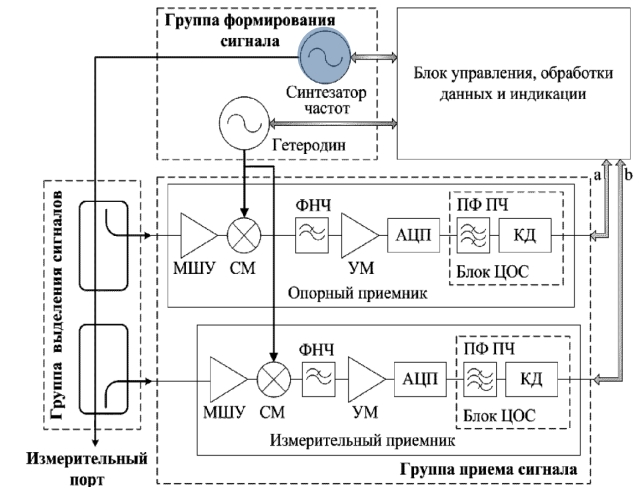 Группа формирования
сигнала
Синтезатор
частот
Гетеродин
Блок управления, обработки
данных и индикации
a
b
Группа выделения сигналов
МШУ
СМ
ФНЧ
УМ
АЦП
ПФ ПЧ
КД
Блок ЦОС
Опорный приемник
МШУ
СМ
ФНЧ
УМ
АЦП
ПФ ПЧ
КД
Блок ЦОС
Измерительный приемник
Группа приема сигнала
Измерительный
порт